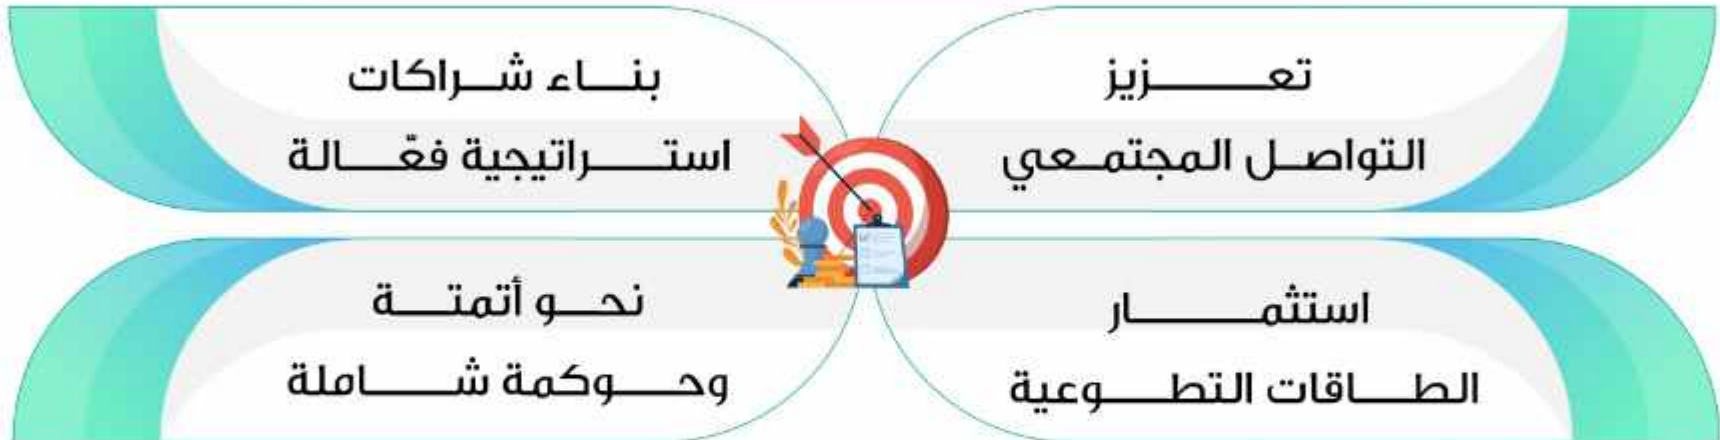 تعزيز
التواصل المجتمعي
بناء شراكات
استراتيجية فعّالة
استثمار
الطاقات التطوعية
نحو أتمتة
وحوكمة شاملة